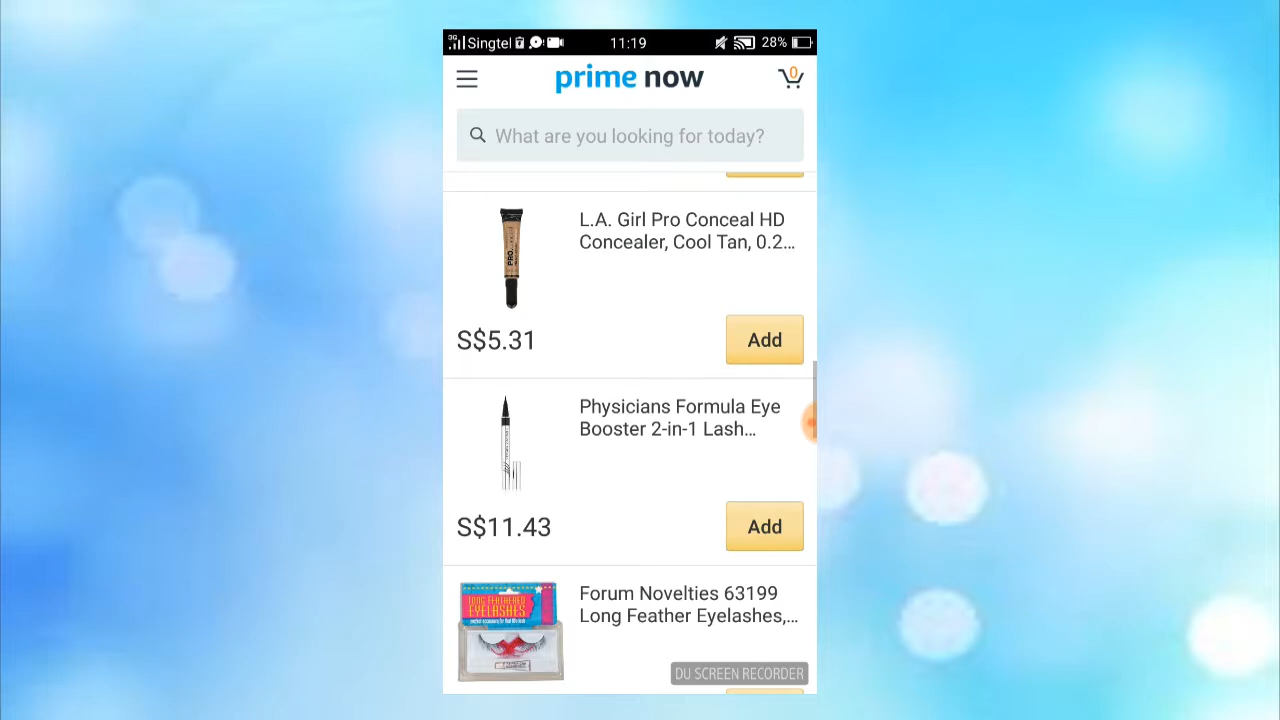 3G Singtel 11:19 28%
prime now
0
What are you looking for today?
L.A. Girl Pro Conceal HD
Concealer, Cool Tan, 0.2...
PRO
S$5.31
Add
Physicians Formula Eye
Booster 2-in-1 Lash...
S$11.43
Add
LONG FEATHERED
EYELASHES
Forum Novelties 63199
Long Feather Eyelashes,...
DU SCREEN RECORDER